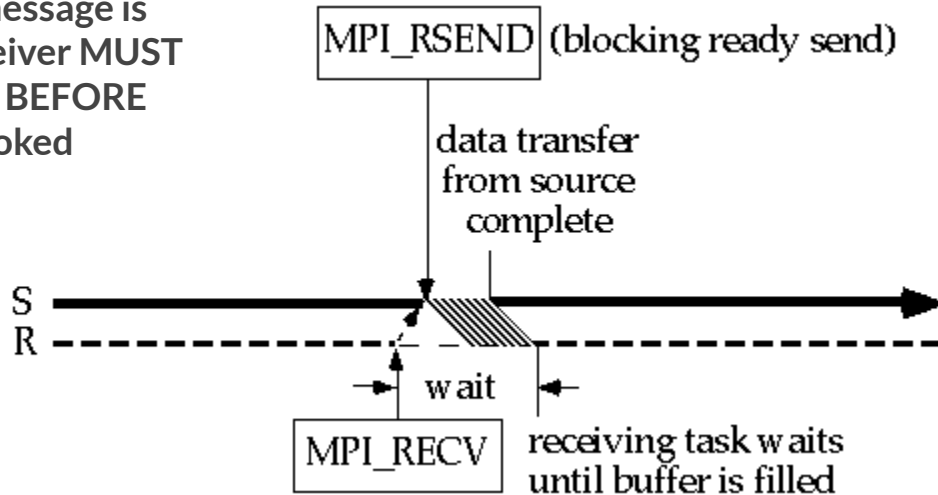 message is
eiver MUST
BEFORE
oked
MPI_RSEND (blocking ready send)
data transfer
from source
complete
S
R
wait
MPI_RECV
receiving task waits
until buffer is filled